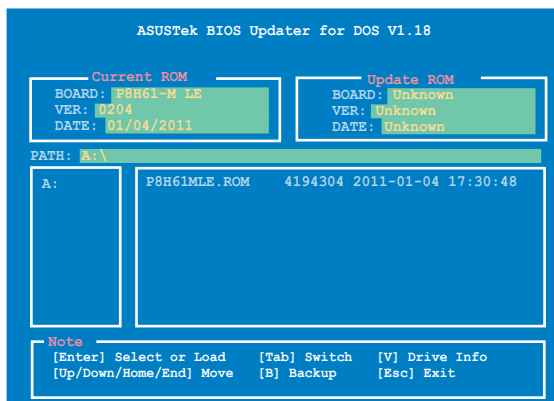 ASUSTek BIOS Updater for DOS V1.18
Current ROM
BOARD: P8H61-M LE
VER: 0204
DATE: 01/04/2011
Update ROM
BOARD: Unknown
VER: Unknown
DATE: Unknown
PATH: A:\
A:
P8H61MLE.ROM 4194304 2011-01-04 17:30:48
Note
[Enter] Select or Load [Tab] Switch [V] Drive Info
[Up/Down/Home/End] Move [B] Backup [Esc] Exit